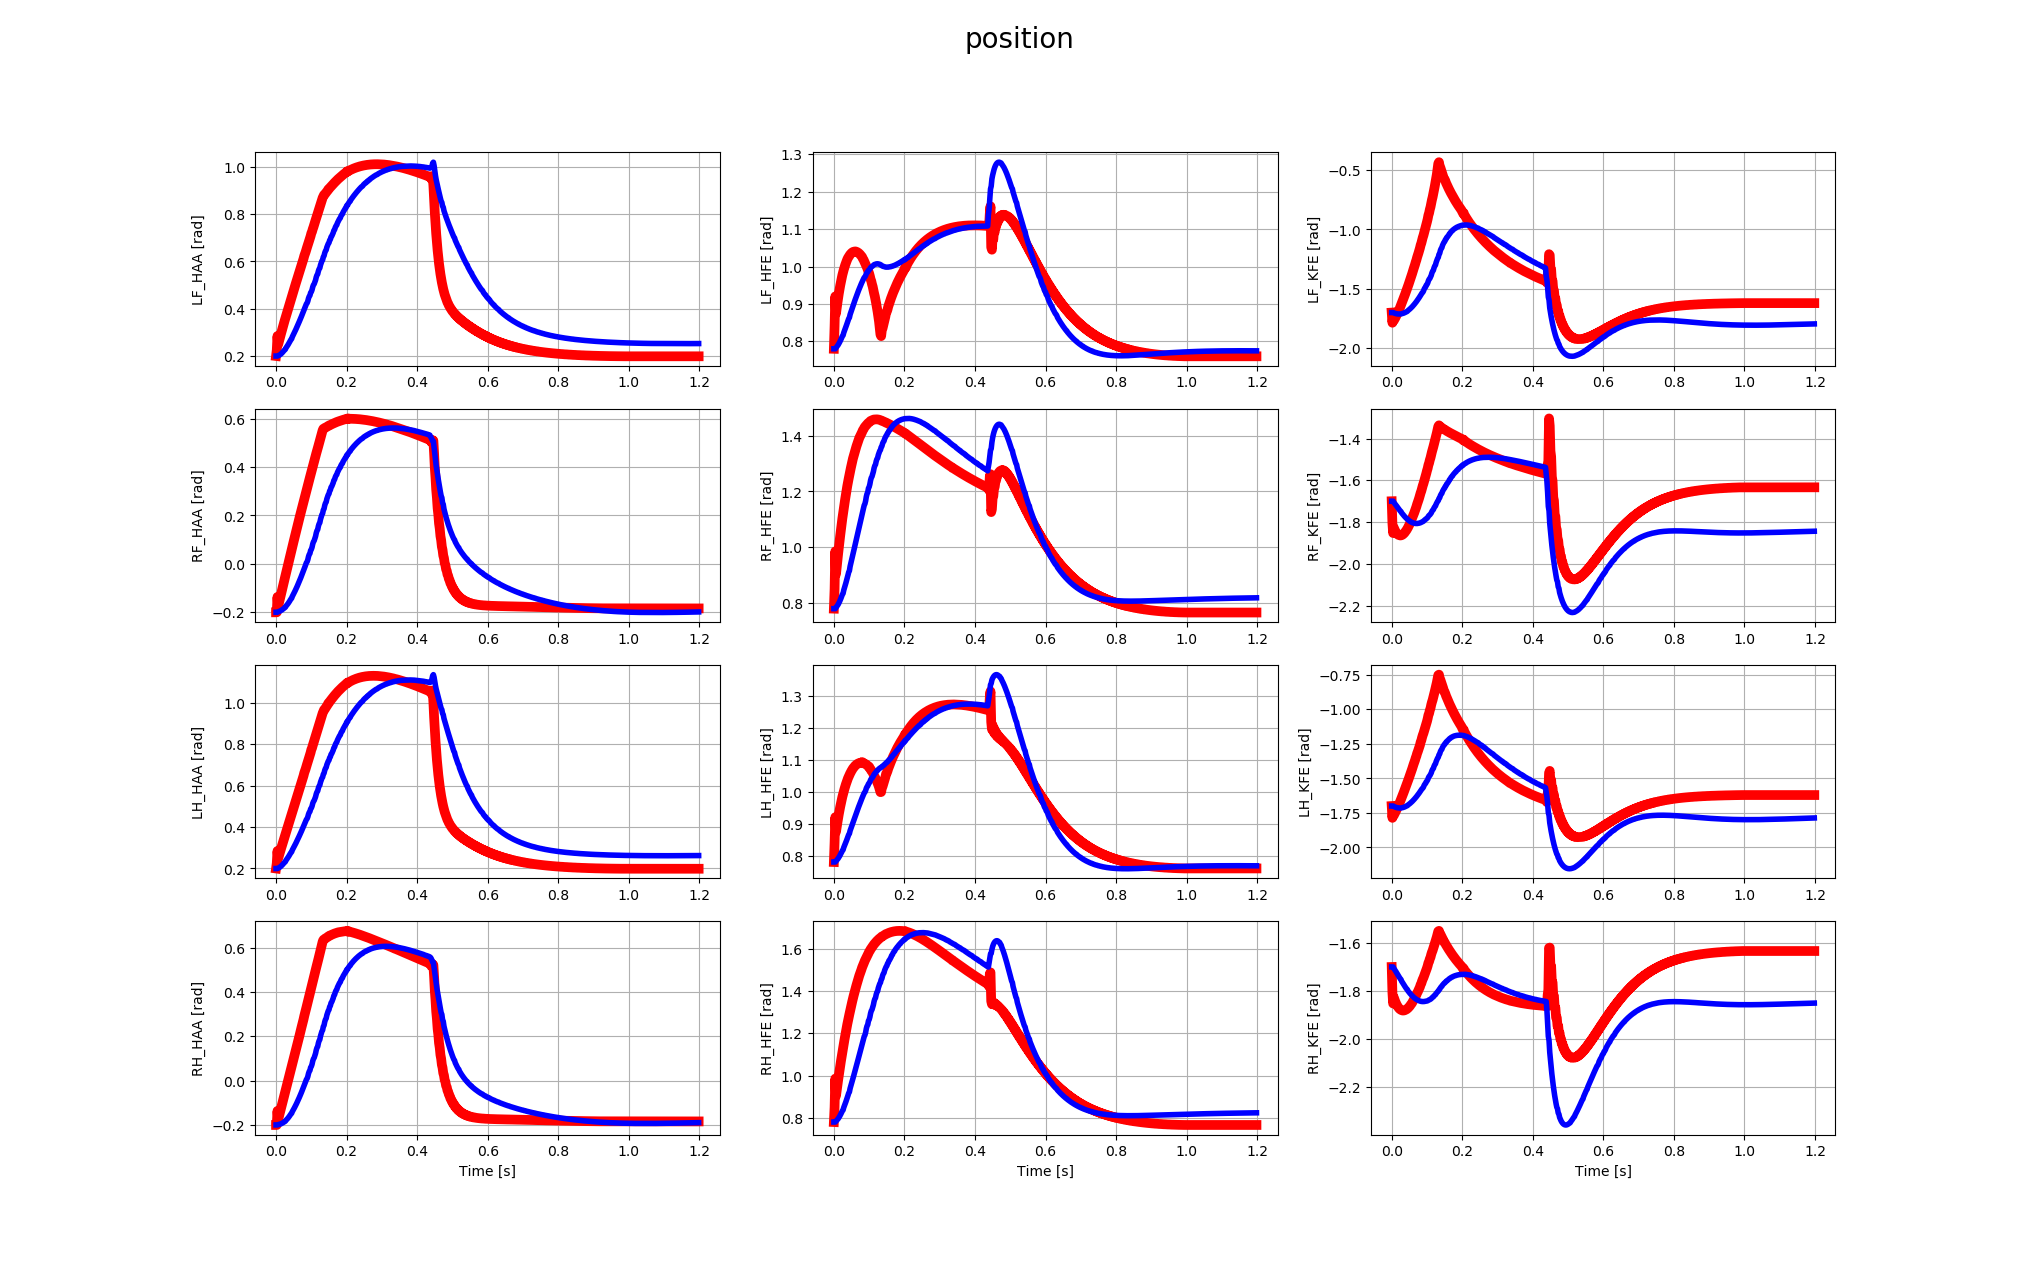 position
LF_HAA [rad]
1.0
0.8
0.6
0.4
0.2
0.0 0.2 0.4 0.6 0.8 1.0 1.2
LF_HFE [rad]
1.3
1.2
1.1
1.0
0.9
0.8
0.0 0.2 0.4 0.6 0.8 1.0 1.2
LF_KFE [rad]
−0.5
−1.0
−1.5
−2.0
0.0 0.2 0.4 0.6 0.8 1.0 1.2
RF_HAA [rad]
0.6
0.4
0.2
0.0
−0.2
0.0 0.2 0.4 0.6 0.8 1.0 1.2
RF_HFE [rad]
1.4
1.2
1.0
0.8
0.0 0.2 0.4 0.6 0.8 1.0 1.2
RF_KFE [rad]
−1.4
−1.6
−1.8
−2.0
−2.2
0.0 0.2 0.4 0.6 0.8 1.0 1.2
LH_HAA [rad]
1.0
0.8
0.6
0.4
0.2
0.0 0.2 0.4 0.6 0.8 1.0 1.2
LH_HFE [rad]
1.3
1.2
1.1
1.0
0.9
0.8
0.0 0.2 0.4 0.6 0.8 1.0 1.2
LH_KFE [rad]
−0.75
−1.00
−1.25
−1.50
−1.75
−2.00
0.0 0.2 0.4 0.6 0.8 1.0 1.2
RH_HAA [rad]
0.6
0.4
0.2
0.0
−0.2
0.0 0.2 0.4 0.6 0.8 1.0 1.2
Time [s]
RH_HFE [rad]
1.6
1.4
1.2
1.0
0.8
0.0 0.2 0.4 0.6 0.8 1.0 1.2
Time [s]
RH_KFE [rad]
−1.6
−1.8
−2.0
−2.2
0.0 0.2 0.4 0.6 0.8 1.0 1.2
Time [s]